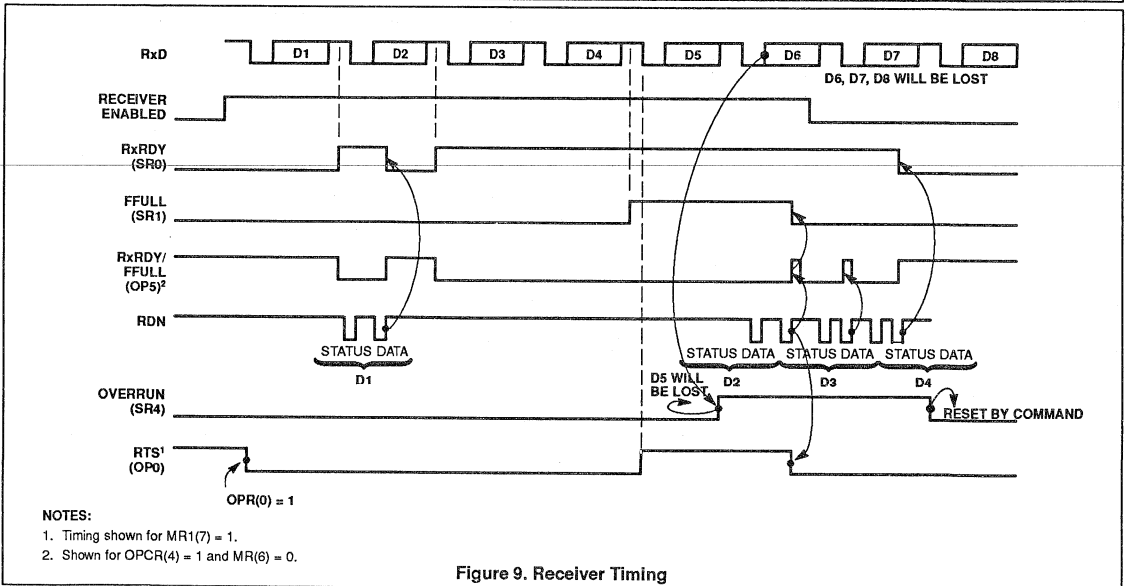 RxD
D1
D2
D3
D4
D5
D6
D7
D8
D6, D7, D8 WILL BE LOST
RECEIVER
ENABLED
RxRDY
(SR0)
FFULL
(SR1)
RxRDY/
FFULL
(OP5)²
RDN
STATUS DATA
D1
STATUS DATA
D2
STATUS DATA
D3
STATUS DATA
D4
D5 WILL
BE LOST
OVERRUN
(SR4)
RESET BY COMMAND
RTS¹
(OP0)
OPR(0) = 1
NOTES:
1. Timing shown for MR1(7) = 1.
2. Shown for OPCR(4) = 1 and MR(6) = 0.
Figure 9. Receiver Timing